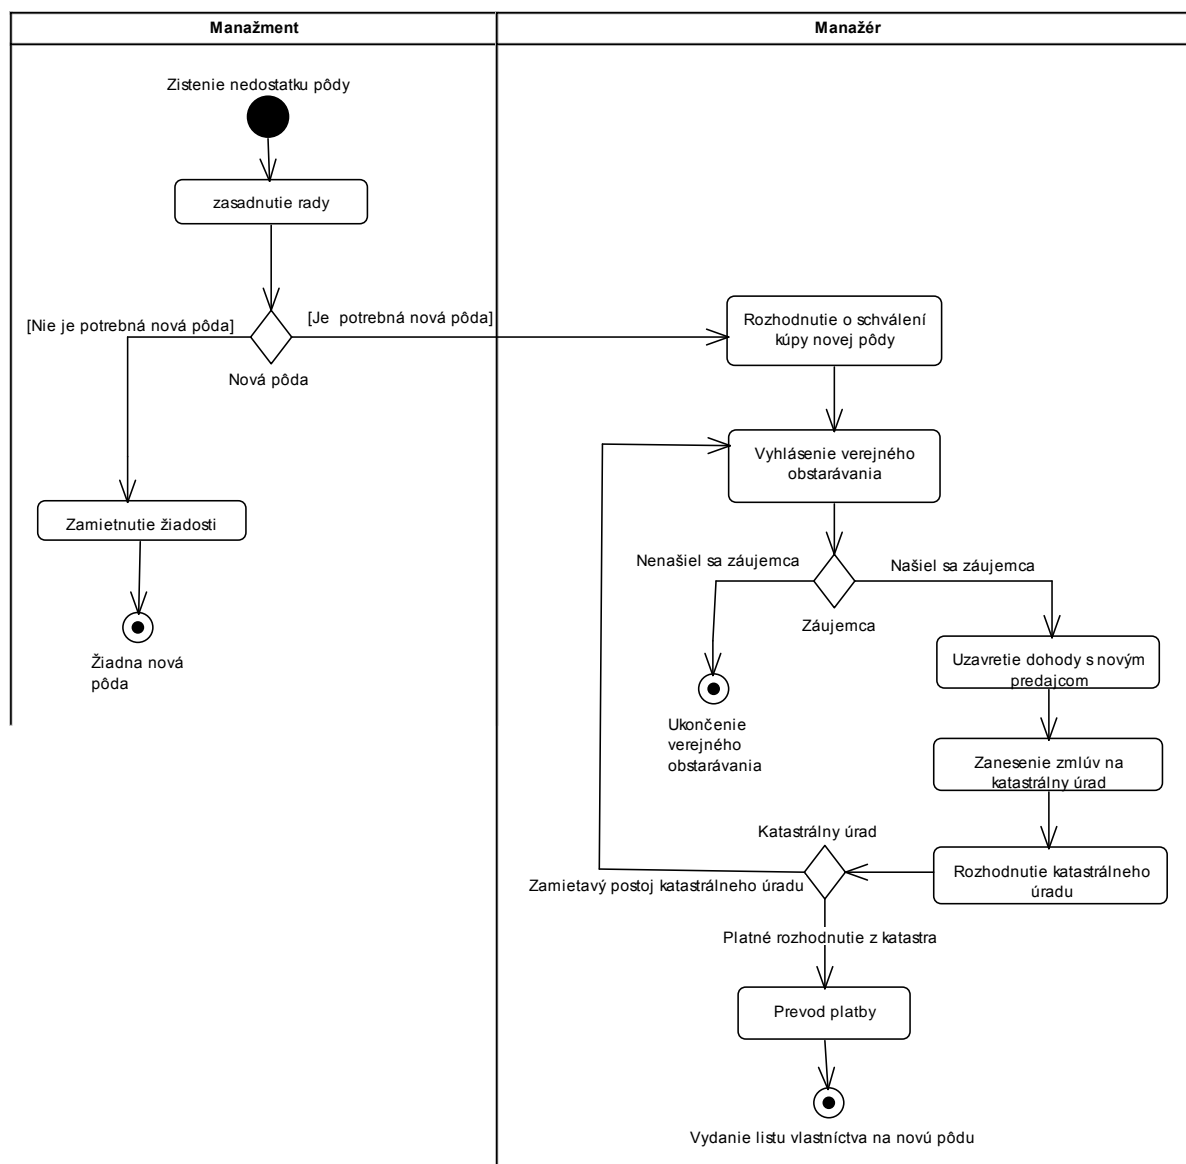 Manažment
Manažér
Zistenie nedostatku pôdy
zasadnutie rady
[Nie je potrebná nová pôda]
[Je  potrebná nová pôda]
Nová pôda
Rozhodnutie o schválení
kúpy novej pôdy
Vyhlásenie verejného
obstarávania
Zamietnutie žiadosti
Žiadna nová
pôda
Nenašiel sa záujemca
Našiel sa záujemca
Záujemca
Ukončenie
verejného
obstarávania
Uzavretie dohody s novým
predajcom
Zanesenie zmlúv na
katastrálny úrad
Rozhodnutie katastrálneho
úradu
Katastrálny úrad
Zamietavý postoj katastrálneho úradu
Platné rozhodnutie z katastra
Prevod platby
Vydanie listu vlastníctva na novú pôdu